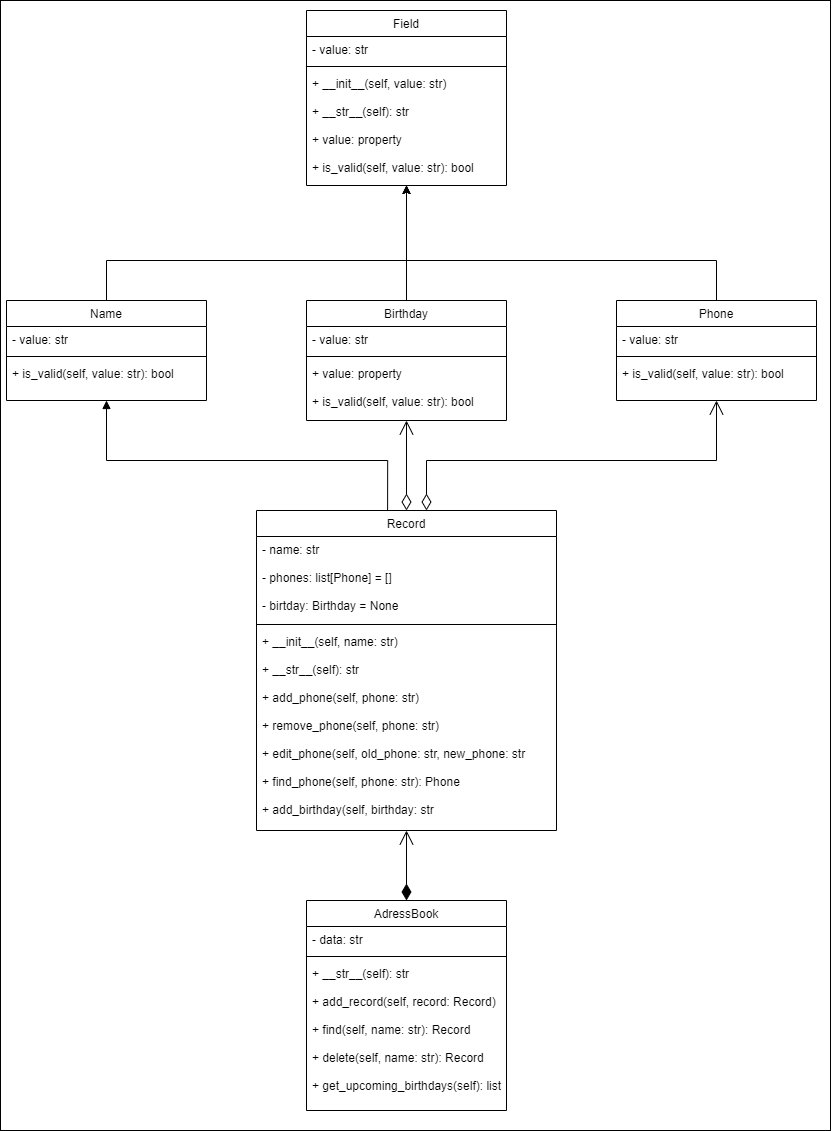 Field
- value: str
+ __init__(self, value: str)
+ __str__(self): str
+ value: property
+ is_valid(self, value: str): bool
Name
- value: str
+ is_valid(self, value: str): bool
Birthday
- value: str
+ value: property
+ is_valid(self, value: str): bool
Phone
- value: str
+ is_valid(self, value: str): bool
Record
- name: str
- phones: list[Phone] = []
- birtday: Birthday = None
+ __init__(self, name: str)
+ __str__(self): str
+ add_phone(self, phone: str)
+ remove_phone(self, phone: str)
+ edit_phone(self, old_phone: str, new_phone: str
+ find_phone(self, phone: str): Phone
+ add_birthday(self, birthday: str
AdressBook
- data: str
+ __str__(self): str
+ add_record(self, record: Record)
+ find(self, name: str): Record
+ delete(self, name: str): Record
+ get_upcoming_birthdays(self): list